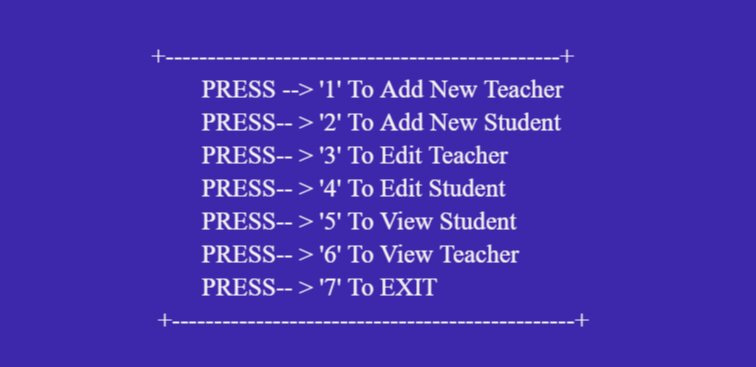 +-----------------------------------------------+
PRESS --> '1' To Add New Teacher
PRESS-- > '2' To Add New Student
PRESS-- > '3' To Edit Teacher
PRESS-- > '4' To Edit Student
PRESS-- > '5' To View Student
PRESS-- > '6' To View Teacher
PRESS-- > '7' To EXIT
+------------------------------------------------+